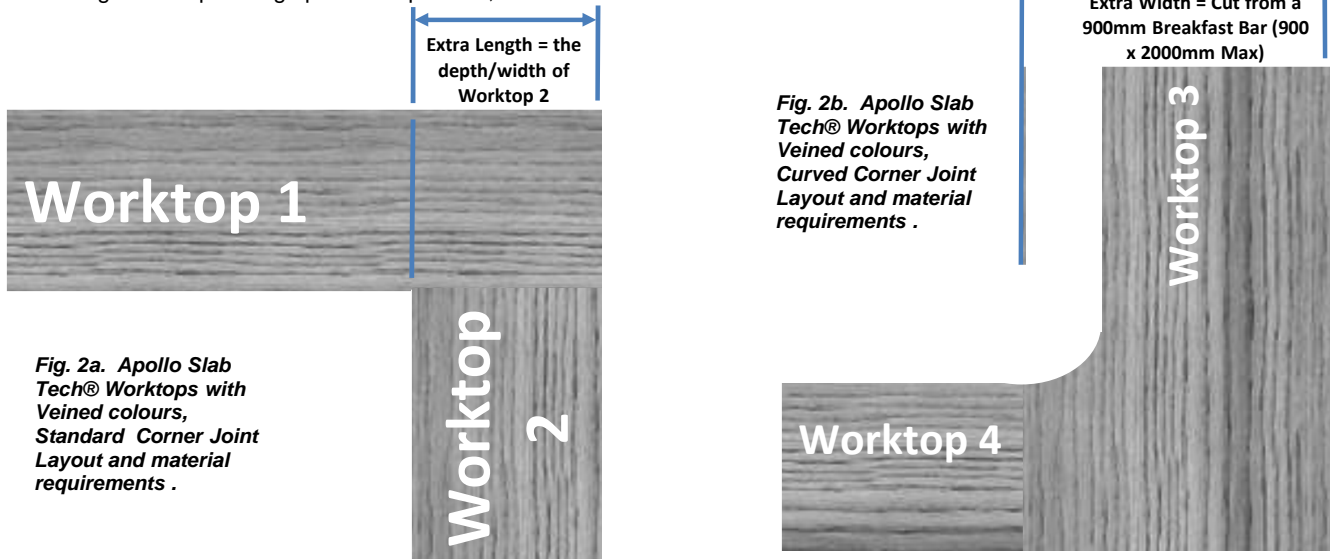 Extra Length = the
depth/width of
Worktop 2
Worktop 1
Worktop
2
Fig. 2a. Apollo Slab
Tech® Worktops with
Veined colours,
Standard Corner Joint
Layout and material
requirements .
Extra Width = Cut from a
900mm Breakfast Bar (900
x 2000mm Max)
Fig. 2b. Apollo Slab
Tech® Worktops with
Veined colours,
Curved Corner Joint
Layout and material
requirements .
Worktop 3
Worktop 4